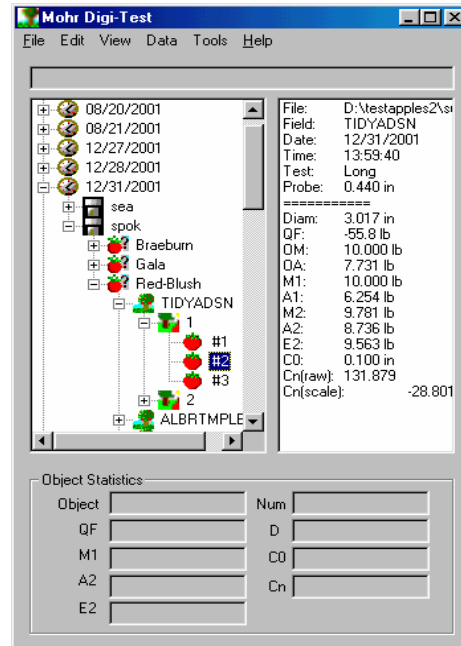 Mohr Digi-Test
File Edit View Data Tools Help
08/20/2001
08/21/2001
12/27/2001
12/28/2001
12/31/2001
sea
spok
Braeburn
Gala
Red-Blush
TIDYADSN
1
#1
#2
#3
2
ALBRTMPLE
File: D:\testapples2\su
Field: TIDYADSN
Date: 12/31/2001
Time: 13:59:40
Test: Long
Probe: 0.440 in
===========
Diam: 3.017 in
QF: -55.8 lb
OM: 10.000 lb
OA: 7.731 lb
M1: 10.000 lb
A1: 6.254 lb
M2: 9.781 lb
A2: 8.736 lb
E2: 9.563 lb
C0: 0.100 in
Cn(raw): 131.879
Cn(scale): -28.801
Object Statistics
Object Num
QF D
M1 C0
A2 Cn
E2